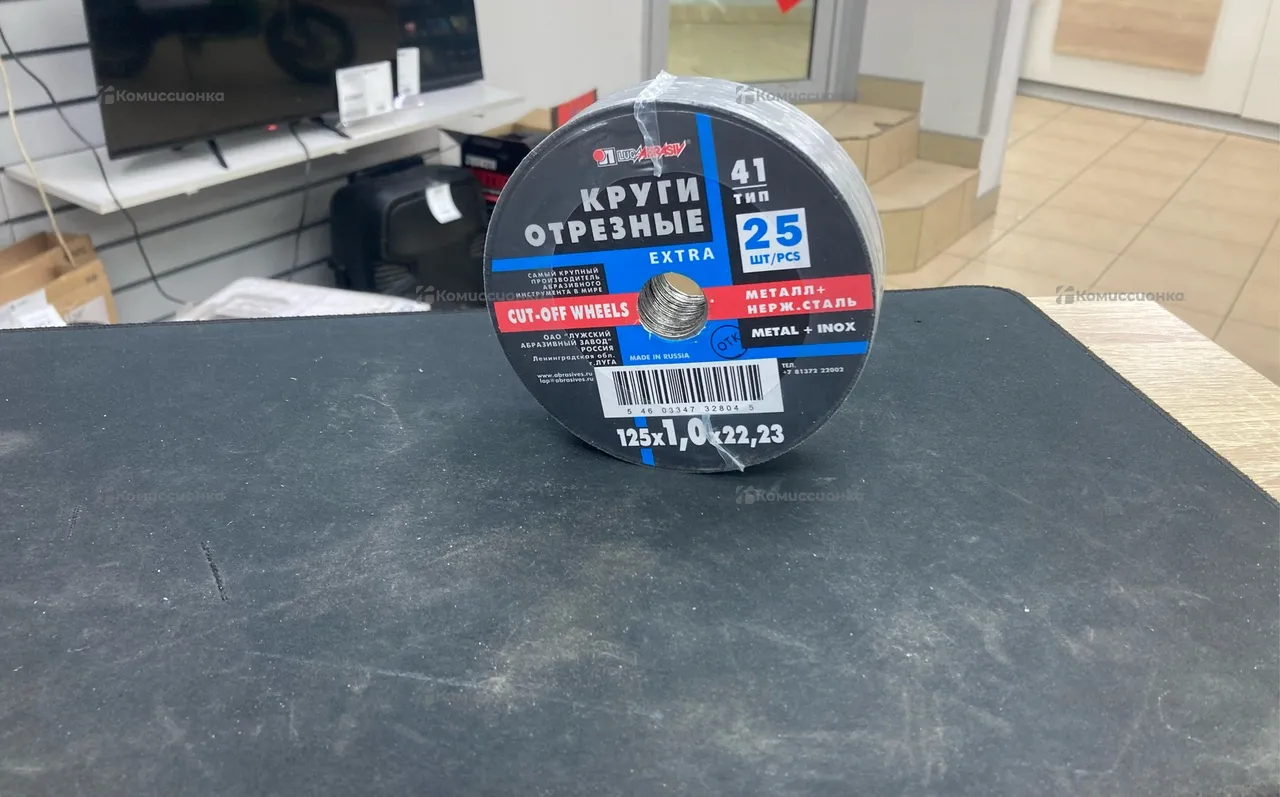 Комиссионка
Комиссионка
LUGAABRASIV
КРУГИ
ОТРЕЗНЫЕ
EXTRA
41
ТИП
25
ШТ/PCS
САМЫЙ КРУПНЫЙ
ПРОИЗВОДИТЕЛЬ
АБРАЗИВНОГО
ИНСТРУМЕНТА В МИРЕ
CUT-OFF WHEELS
МЕТАЛЛ+
НЕРЖ.СТАЛЬ
METAL + INOX
ОАО "ЛУЖСКИЙ
АБРАЗИВНЫЙ ЗАВОД"
РОССИЯ
Ленинградская обл.
г.ЛУГА
www.abrasives.ru
lap@abrasives.ru
ОТК
MADE IN RUSSIA
ТЕЛ.
+7 81372 22002
5 46 03347 32804 5
125x1,0x22,23
Комиссионка
Комиссионка
Комиссионка
Комиссионка